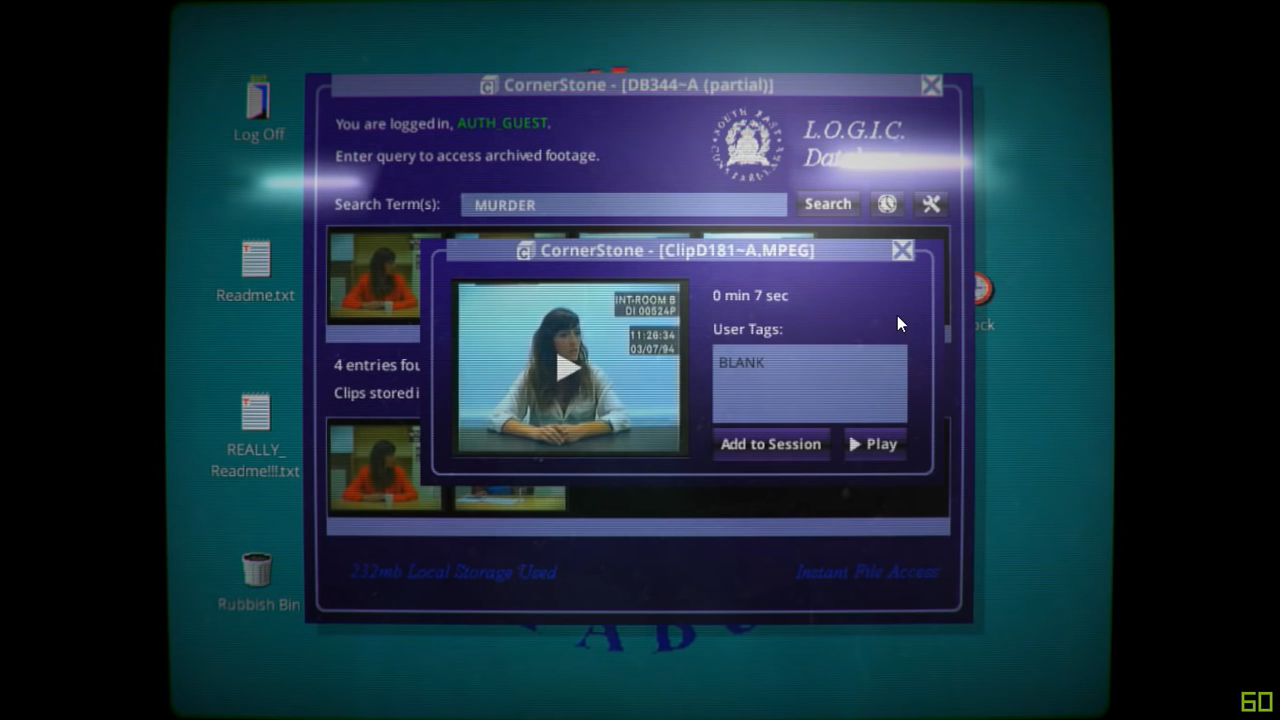 CornerStone - [DB344~A (partial)]
Log Off
You are logged in, AUTH_GUEST.
Enter query to access archived footage.
SOUTH EAST
L.O.G.I.C.
Search Term(s):
MURDER
Search
CornerStone - [ClipD181~A.MPEG]
Readme.txt
INT-ROOM B
DI 00524P
11:26:34
03/07/94
0 min 7 sec
User Tags:
BLANK
4 entries fou
Clips stored i
Add to Session
Play
REALLY_
Readme!!!.txt
232mb Local Storage Used
Instant File Access
Rubbish Bin
60